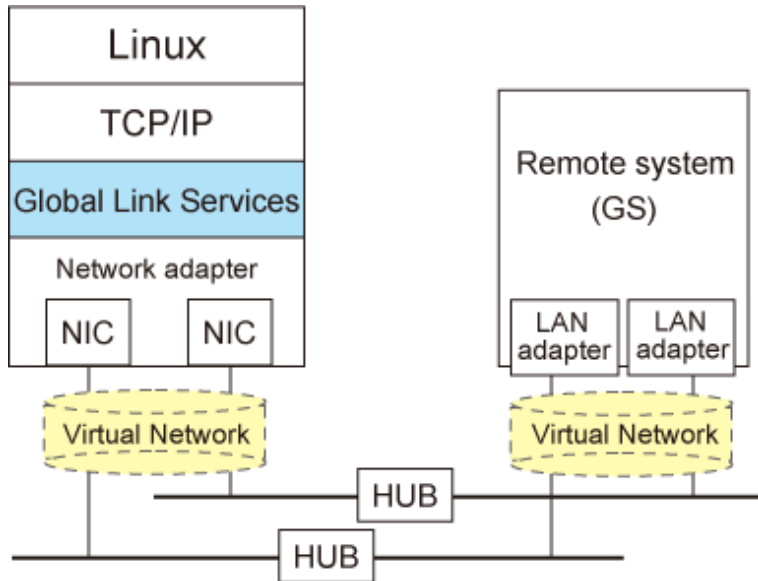 Linux
TCP/IP
Global Link Services
Network adapter
NIC
NIC
Virtual Network
Remote system
(GS)
LAN
adapter
LAN
adapter
Virtual Network
HUB
HUB